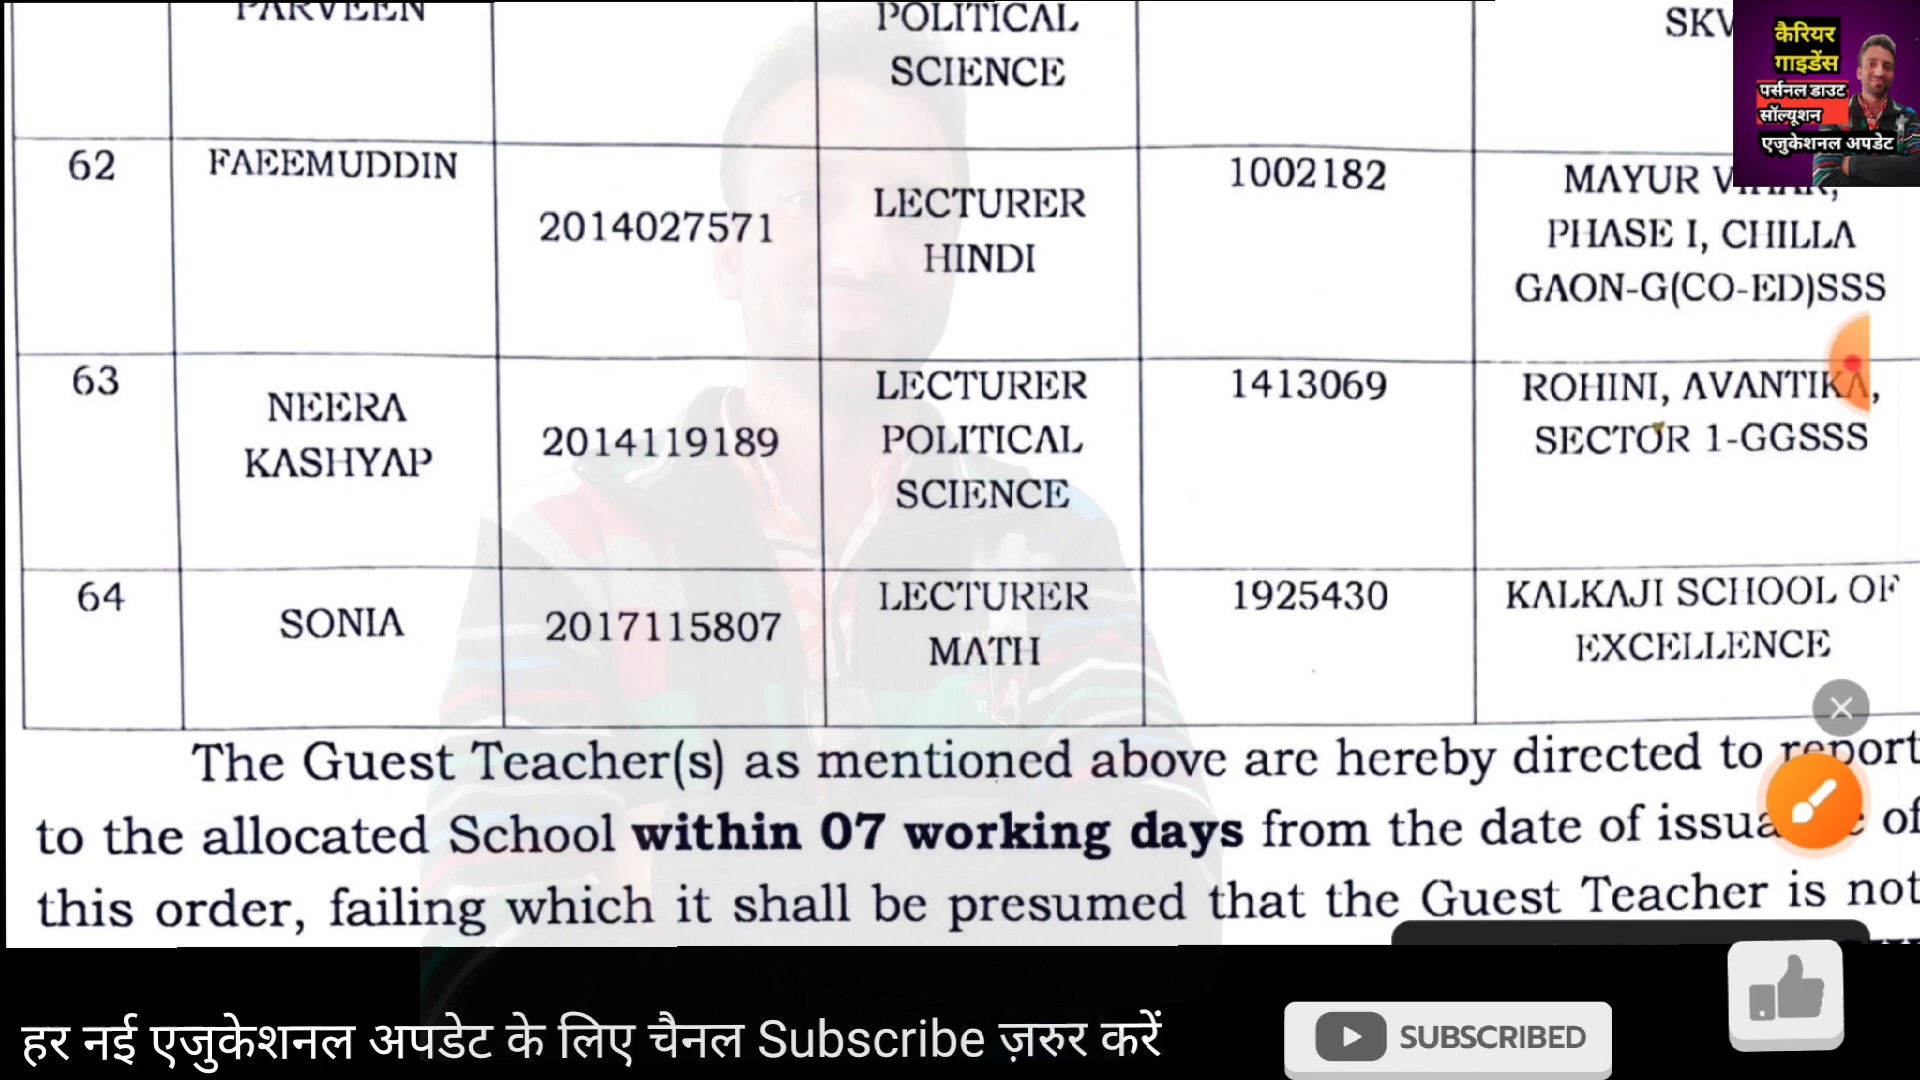 PARVEEN
POLITICAL
SCIENCE
SKV
कैरियर
गाइडेंस
पर्सनल डाउट
सॉल्यूशन
एजुकेशनल अपडेट
62
FAEEMUDDIN
2014027571
LECTURER
HINDI
1002182
MAYUR VIHAR,
PHASE I, CHILLA
GAON-G(CO-ED)SSS
63
NEERA
KASHYAP
2014119189
LECTURER
POLITICAL
SCIENCE
1413069
ROHINI, AVANTIKA,
SECTOR 1-GGSSS
64
SONIA
2017115807
LECTURER
MATH
1925430
KALKAJI SCHOOL OF
EXCELLENCE
The Guest Teacher(s) as mentioned above are hereby directed to report
to the allocated School within 07 working days from the date of issuance of
this order, failing which it shall be presumed that the Guest Teacher is not
हर नई एजुकेशनल अपडेट के लिए चैनल Subscribe ज़रुर करें
SUBSCRIBED